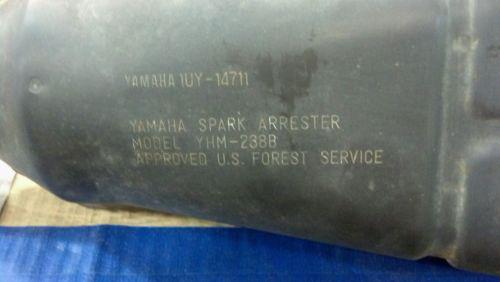 YAMAHA 1UY-14711
YAMAHA SPARK ARRESTER
MODEL YHM-238B
APPROVED U.S. FOREST SERVICE